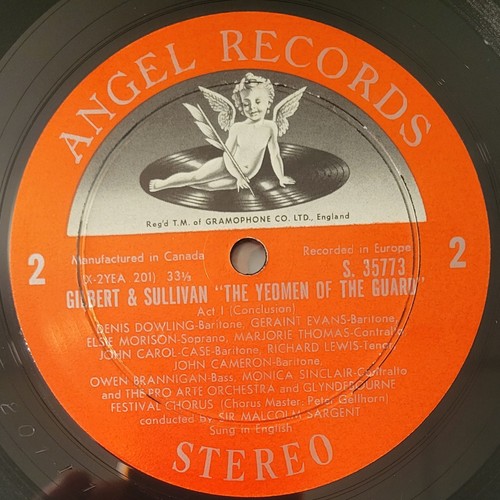 ANGEL RECORDS
Reg'd T.M. of GRAMOPHONE CO. LTD., England
2
2
Manufactured in Canada
Recorded in Europe
(X-2YEA 201) 33⅓
S. 35773
GILBERT & SULLIVAN "THE YEOMEN OF THE GUARD"
Act I (Conclusion)
DENIS DOWLING-Baritone, GERAINT EVANS-Baritone,
ELSIE MORISON-Soprano, MARJORIE THOMAS-Contralto
JOHN CAROL-CASE-Baritone, RICHARD LEWIS-Tenor
JOHN CAMERON-Baritone,
OWEN BRANNIGAN-Bass, MONICA SINCLAIR-Contralto
and THE PRO ARTE ORCHESTRA and GLYNDEBOURNE
FESTIVAL CHORUS (Chorus Master: Peter Gellhorn)
conducted by SIR MALCOLM SARGENT
Sung in English
STEREO